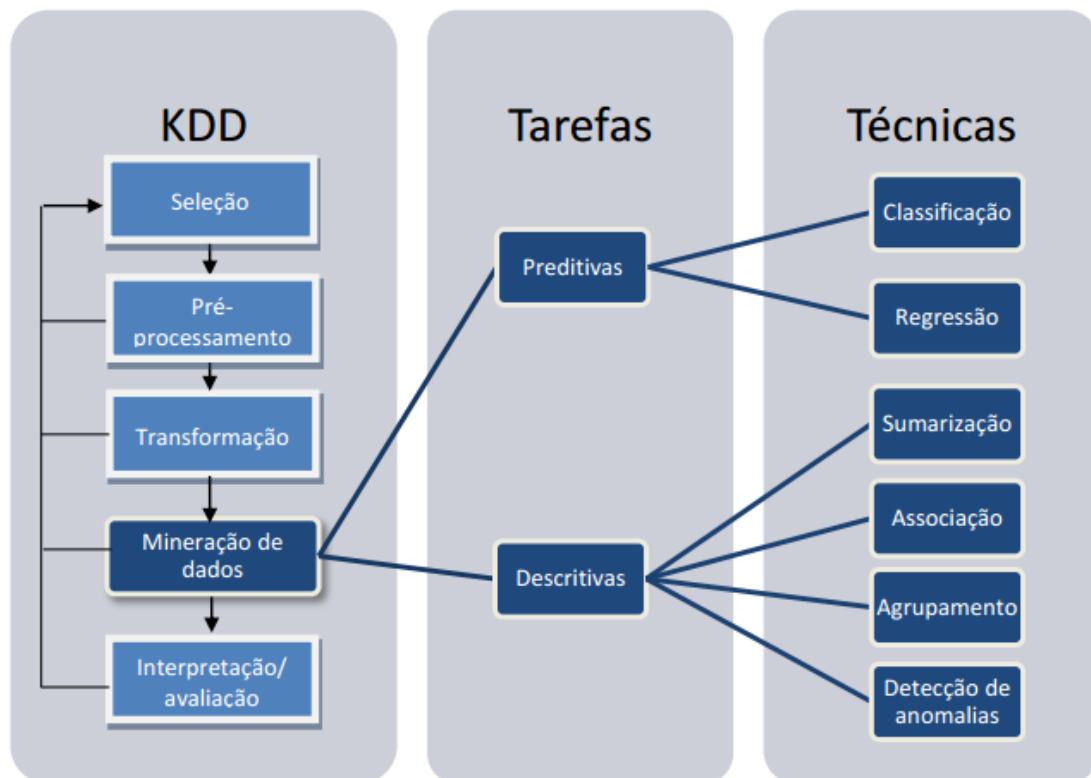 KDD
Seleção
Pré-
processamento
Transformação
Mineração de
dados
Interpretação/
avaliação
Tarefas
Preditivas
Descritivas
Técnicas
Classificação
Regressão
Sumarização
Associação
Agrupamento
Detecção de
anomalias